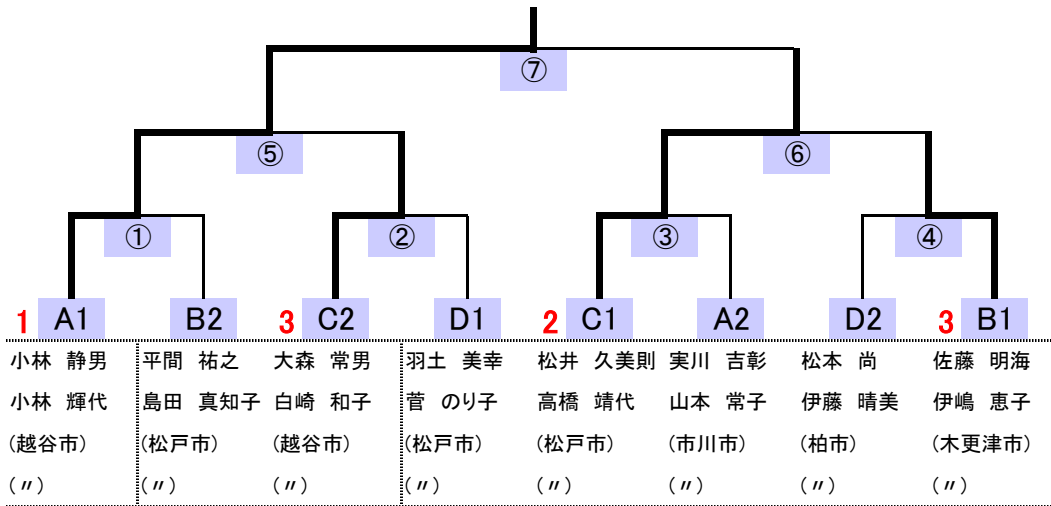 ⑦
⑤ ⑥
① ② ③ ④
1 A1 B2 3 C2 D1 2 C1 A2 D2 3 B1
小林 静男 平間 祐之 大森 常男 羽土 美幸 松井 久美則 実川 吉彰 松本 尚 佐藤 明海
小林 輝代 島田 真知子 白崎 和子 菅 のり子 高橋 靖代 山本 常子 伊藤 晴美 伊嶋 恵子
(越谷市) (松戸市) (越谷市) (松戸市) (松戸市) (市川市) (柏市) (木更津市)
(〃) (〃) (〃) (〃) (〃) (〃) (〃) (〃)